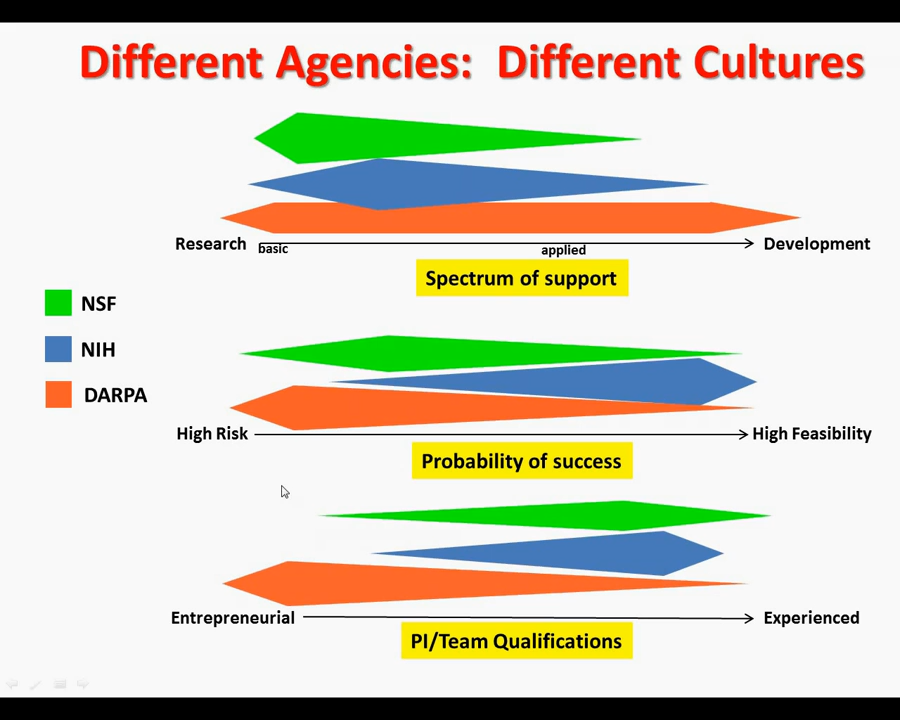 Different Agencies: Different Cultures
Research
basic
applied
Development
Spectrum of support
NSF
NIH
DARPA
High Risk
High Feasibility
Probability of success
Entrepreneurial
Experienced
PI/Team Qualifications